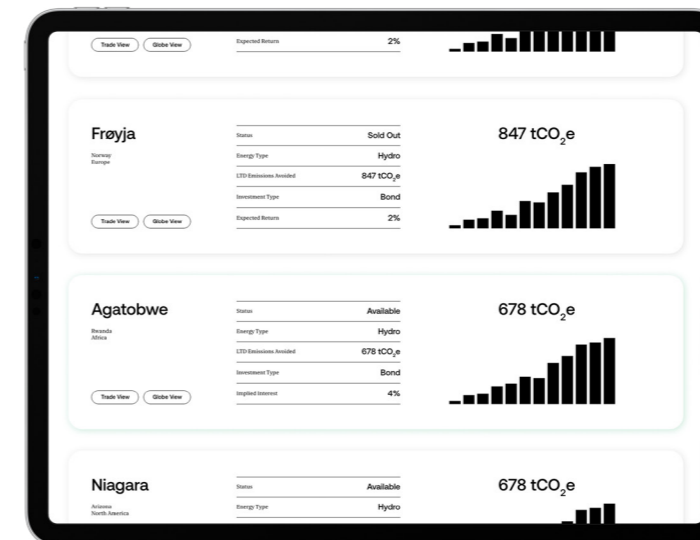 Trade View Globe View Expected Return 2%
Frøyja
Norway
Europe
Status Sold Out
Energy Type Hydro
LTD Emissions Avoided 847 tCO₂e
Investment Type Bond
Expected Return 2%
Trade View Globe View
847 tCO₂e
Agatobwe
Rwanda
Africa
Status Available
Energy Type Hydro
LTD Emissions Avoided 678 tCO₂e
Investment Type Bond
Implied Interest 4%
Trade View Globe View
678 tCO₂e
Niagara
Arizona
North America
Status Available
Energy Type Hydro
678 tCO₂e